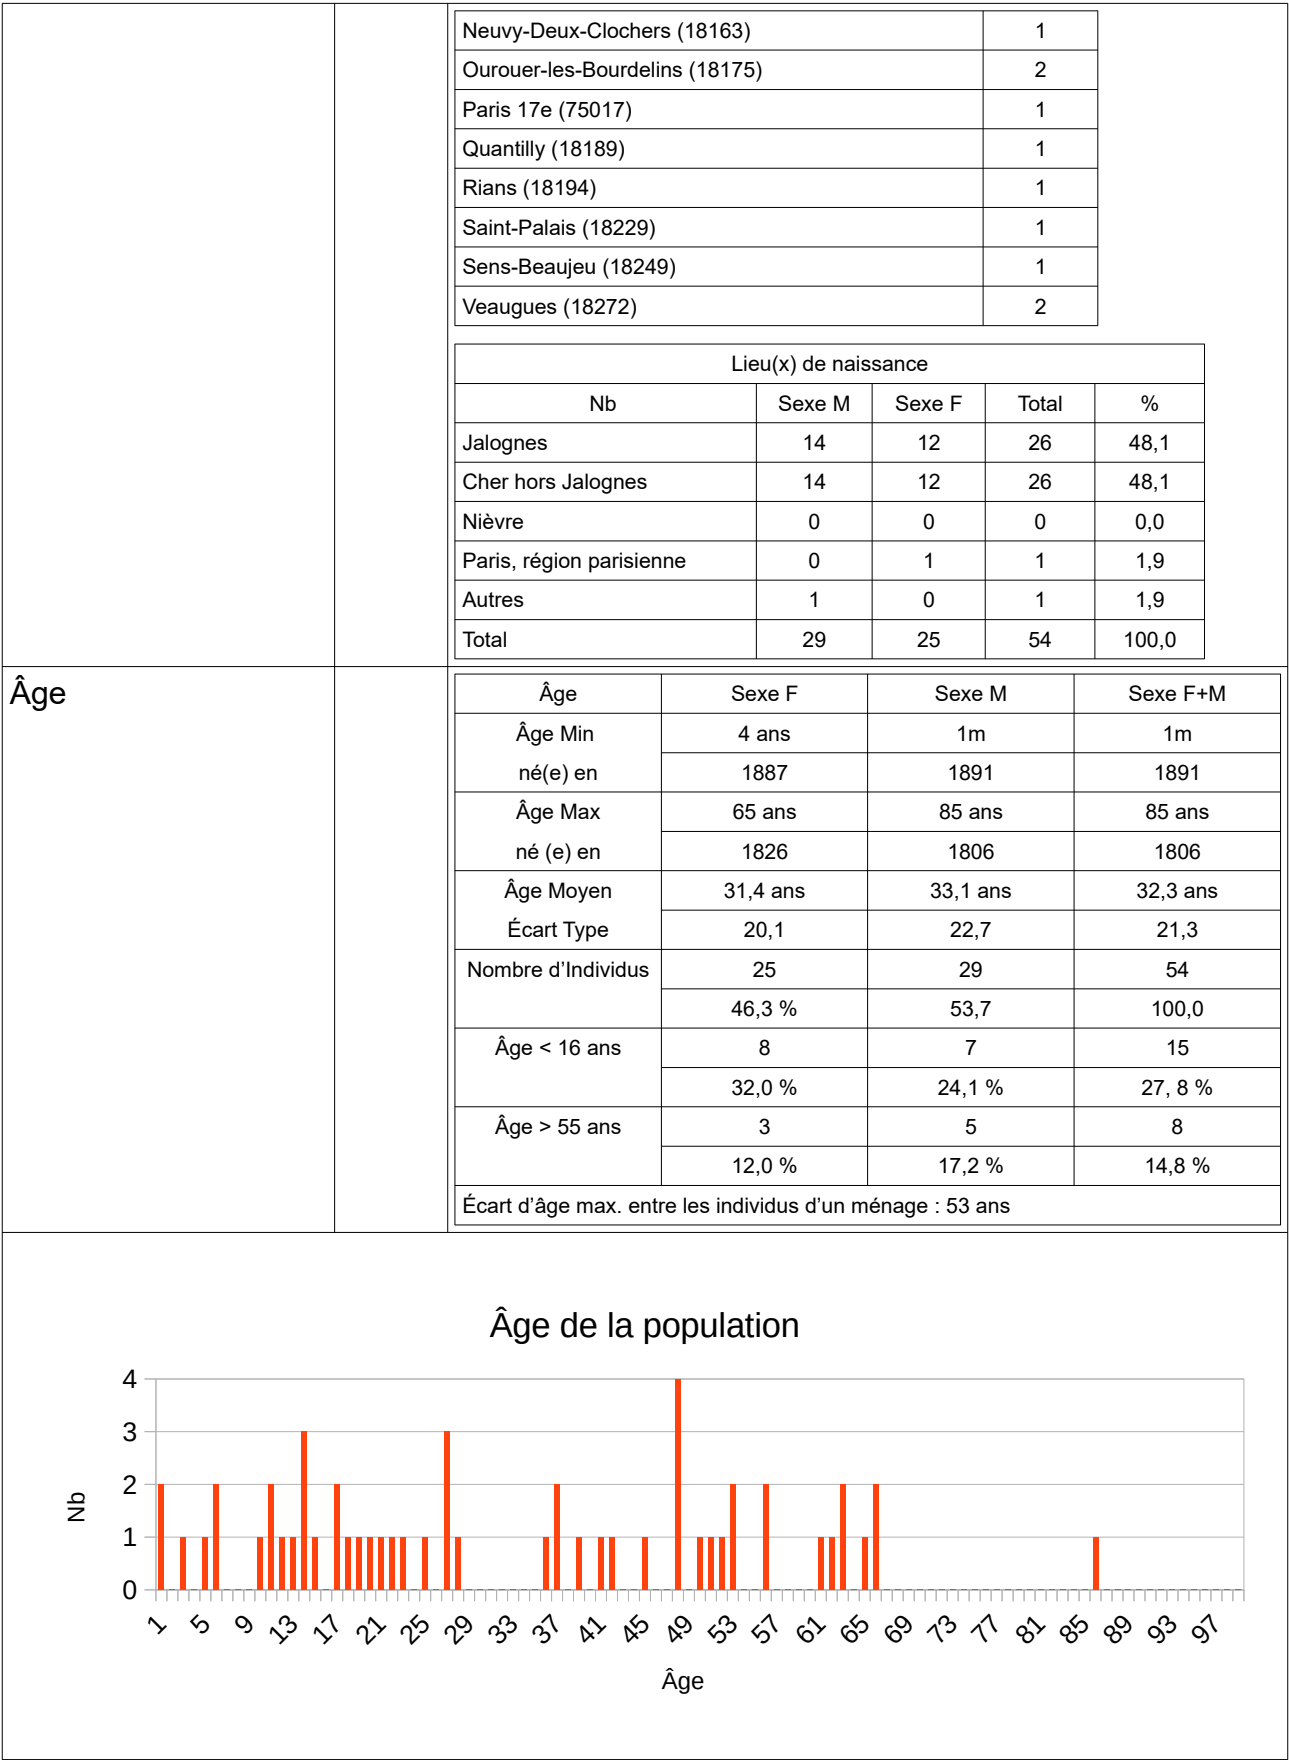 Neuvy-Deux-Clochers (18163) 1
Ourouer-les-Bourdelins (18175) 2
Paris 17e (75017) 1
Quantilly (18189) 1
Rians (18194) 1
Saint-Palais (18229) 1
Sens-Beaujeu (18249) 1
Veaugues (18272) 2
Lieu(x) de naissance
Nb Sexe M Sexe F Total %
Jalognes 14 12 26 48,1
Cher hors Jalognes 14 12 26 48,1
Nièvre 0 0 0 0,0
Paris, région parisienne 0 1 1 1,9
Autres 1 0 1 1,9
Total 29 25 54 100,0
Âge
Âge Sexe F Sexe M Sexe F+M
Âge Min 4 ans 1m 1m
né(e) en 1887 1891 1891
Âge Max 65 ans 85 ans 85 ans
né (e) en 1826 1806 1806
Âge Moyen 31,4 ans 33,1 ans 32,3 ans
Écart Type 20,1 22,7 21,3
Nombre d’Individus 25 29 54
46,3 % 53,7 100,0
Âge < 16 ans 8 7 15
32,0 % 24,1 % 27, 8 %
Âge > 55 ans 3 5 8
12,0 % 17,2 % 14,8 %
Écart d’âge max. entre les individus d’un ménage : 53 ans
Âge de la population
4
3
2
1
0
Nb
1 5 9 13 17 21 25 29 33 37 41 45 49 53 57 61 65 69 73 77 81 85 89 93 97
Âge